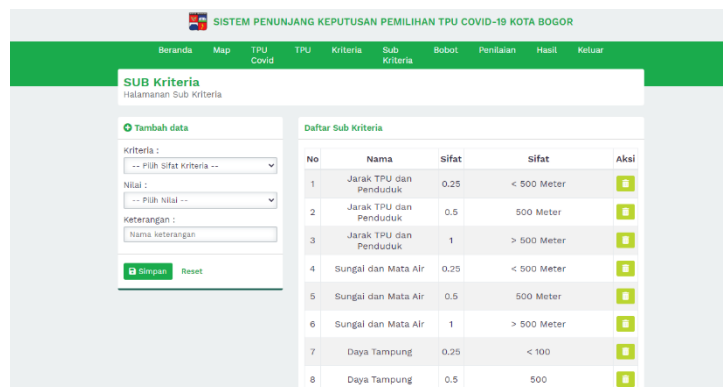 SISTEM PENUNJANG KEPUTUSAN PEMILIHAN TPU COVID-19 KOTA BOGOR
Beranda Map TPU Covid TPU Kriteria Sub Kriteria Bobot Penilaian Hasil Keluar
SUB Kriteria
Halamanan Sub Kriteria
Tambah data
Kriteria :
-- Pilih Sifat Kriteria --
Nilai :
-- Pilih Nilai --
Keterangan :
Nama keterangan
Simpan Reset
Daftar Sub Kriteria
No Nama Sifat Sifat Aksi
1 Jarak TPU dan Penduduk 0.25 < 500 Meter
2 Jarak TPU dan Penduduk 0.5 500 Meter
3 Jarak TPU dan Penduduk 1 > 500 Meter
4 Sungai dan Mata Air 0.25 < 500 Meter
5 Sungai dan Mata Air 0.5 500 Meter
6 Sungai dan Mata Air 1 > 500 Meter
7 Daya Tampung 0.25 < 100
8 Daya Tampung 0.5 500